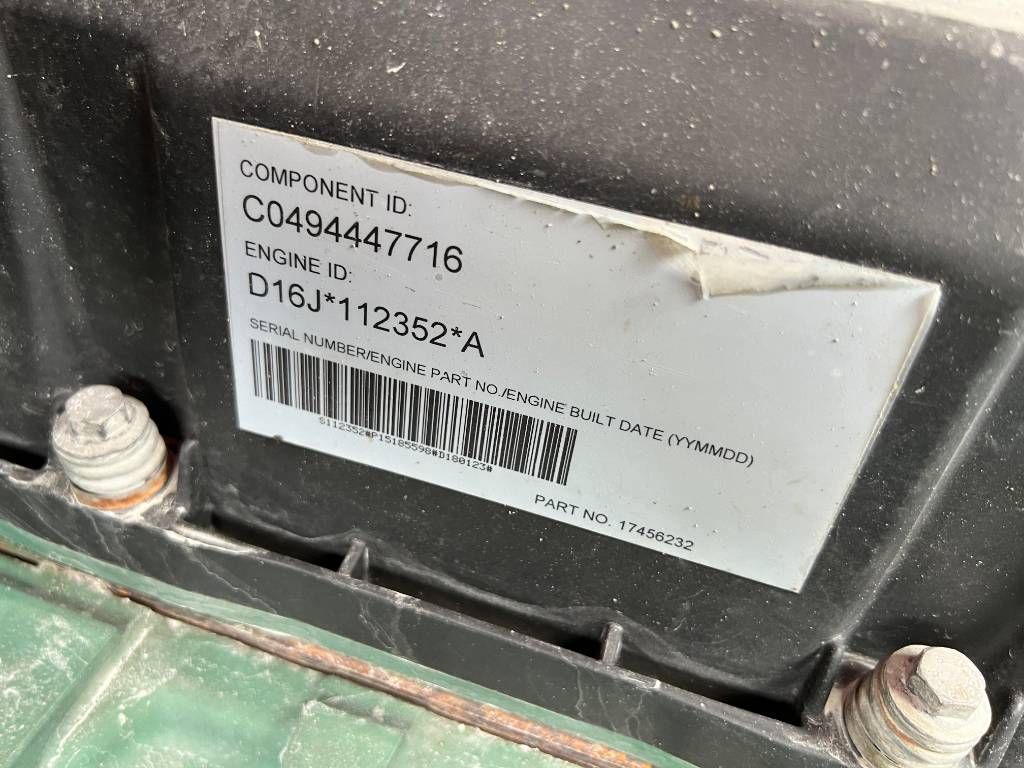 COMPONENT ID:
C0494447716
ENGINE ID:
D16J*112352*A
SERIAL NUMBER/ENGINE PART NO./ENGINE BUILT DATE (YYMMDD)
S112352#P15185598#D180123#
PART NO. 17456232